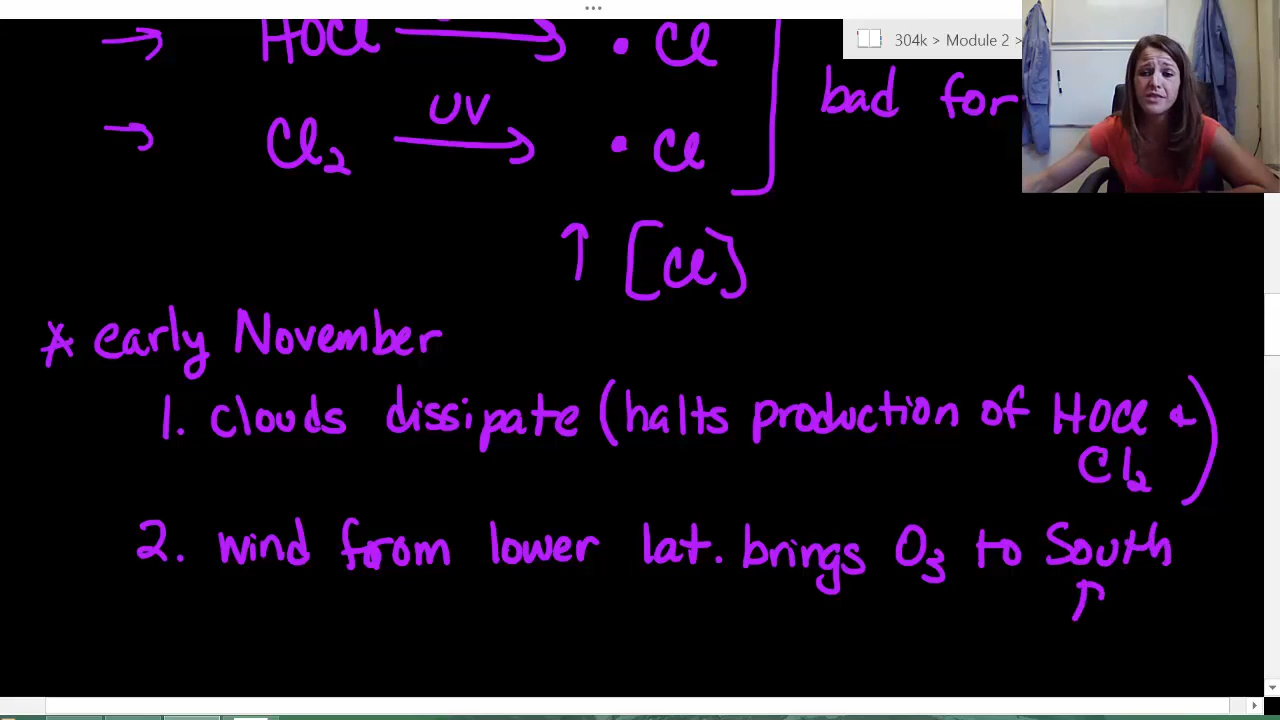 304k > Module 2 >
→ HOCl → • Cl
bad for
UV
→ Cl₂ → • Cl
↑ [Cl]
* early November
1. clouds dissipate (halts production of HOCl &
Cl₂)
2. wind from lower lat. brings O₃ to South
↑